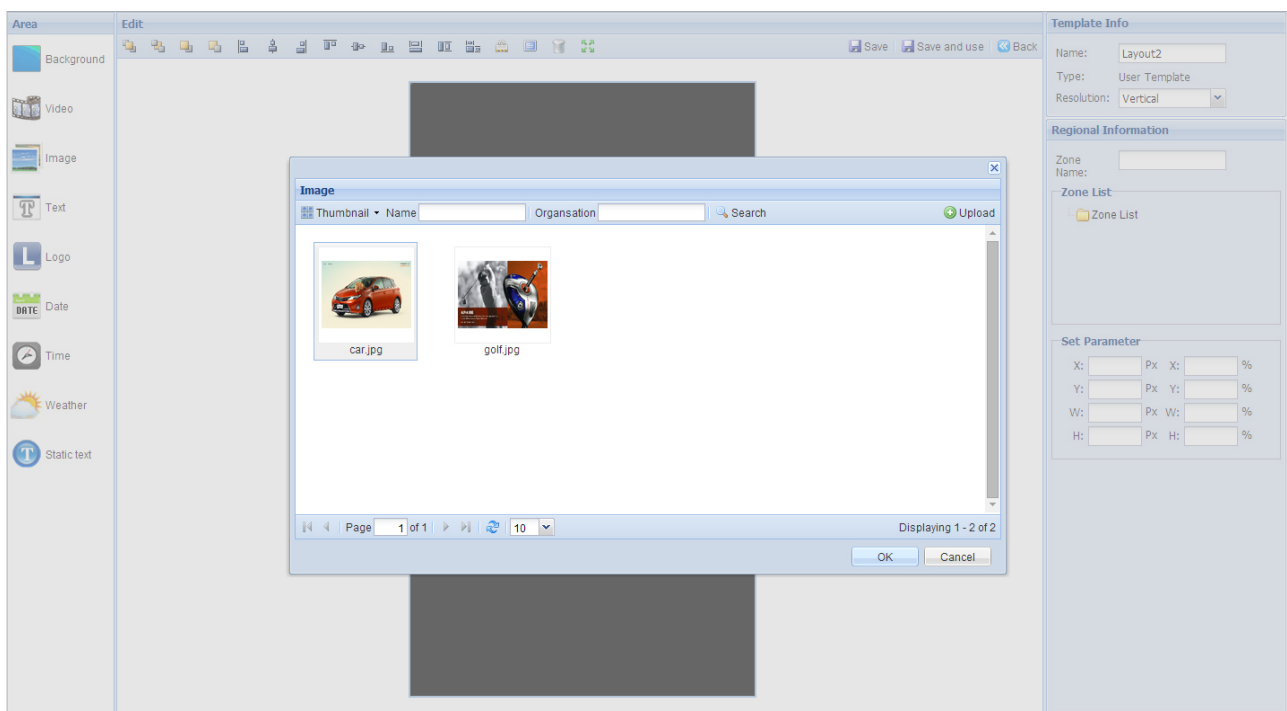 Area
Background
Video
Image
Text
Logo
DATE Date
Time
Weather
Static text
Edit
Save Save and use Back
Image
Thumbnail Name Organsation Search Upload
car.jpg golf.jpg
Page 1 of 1 10 Displaying 1 - 2 of 2
OK Cancel
Template Info
Name: Layout2
Type: User Template
Resolution: Vertical
Regional Information
Zone
Name:
Zone List
Zone List
Set Parameter
X: Px X: %
Y: Px Y: %
W: Px W: %
H: Px H: %